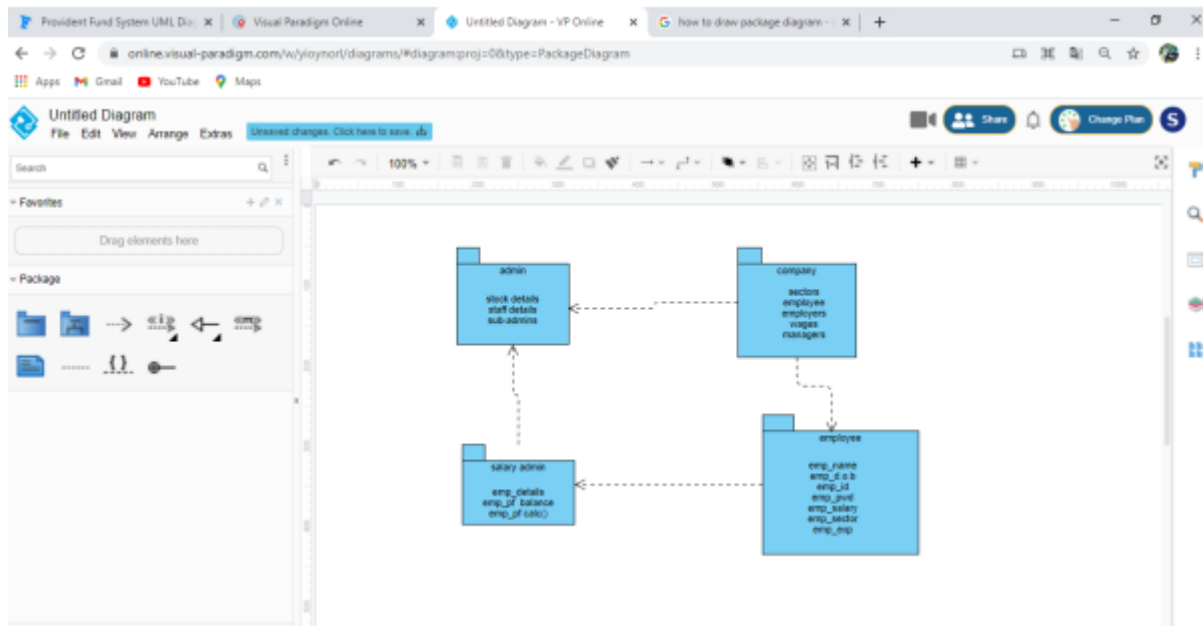 Provident Fund System UML Dia
Visual Paradigm Online
Untitled Diagram - VP Online
how to draw package diagram -
online.visual-paradigm.com/w/yioynorl/diagrams/#diagram:proj=0&type=PackageDiagram
Apps Gmail YouTube Maps
Untitled Diagram
File Edit View Arrange Extras Unsaved changes. Click here to save.
Share Change Plan S
Search
100%
Favorites
Drag elements here
Package
admin
stock details
staff details
sub-admins
company
sectors
employee
employers
wages
managers
salary admin
emp_details
emp_pf balance
emp_pf calc()
employee
emp_name
emp_d.o.b
emp_id
emp_pwd
emp_salary
emp_sector
emp_exp